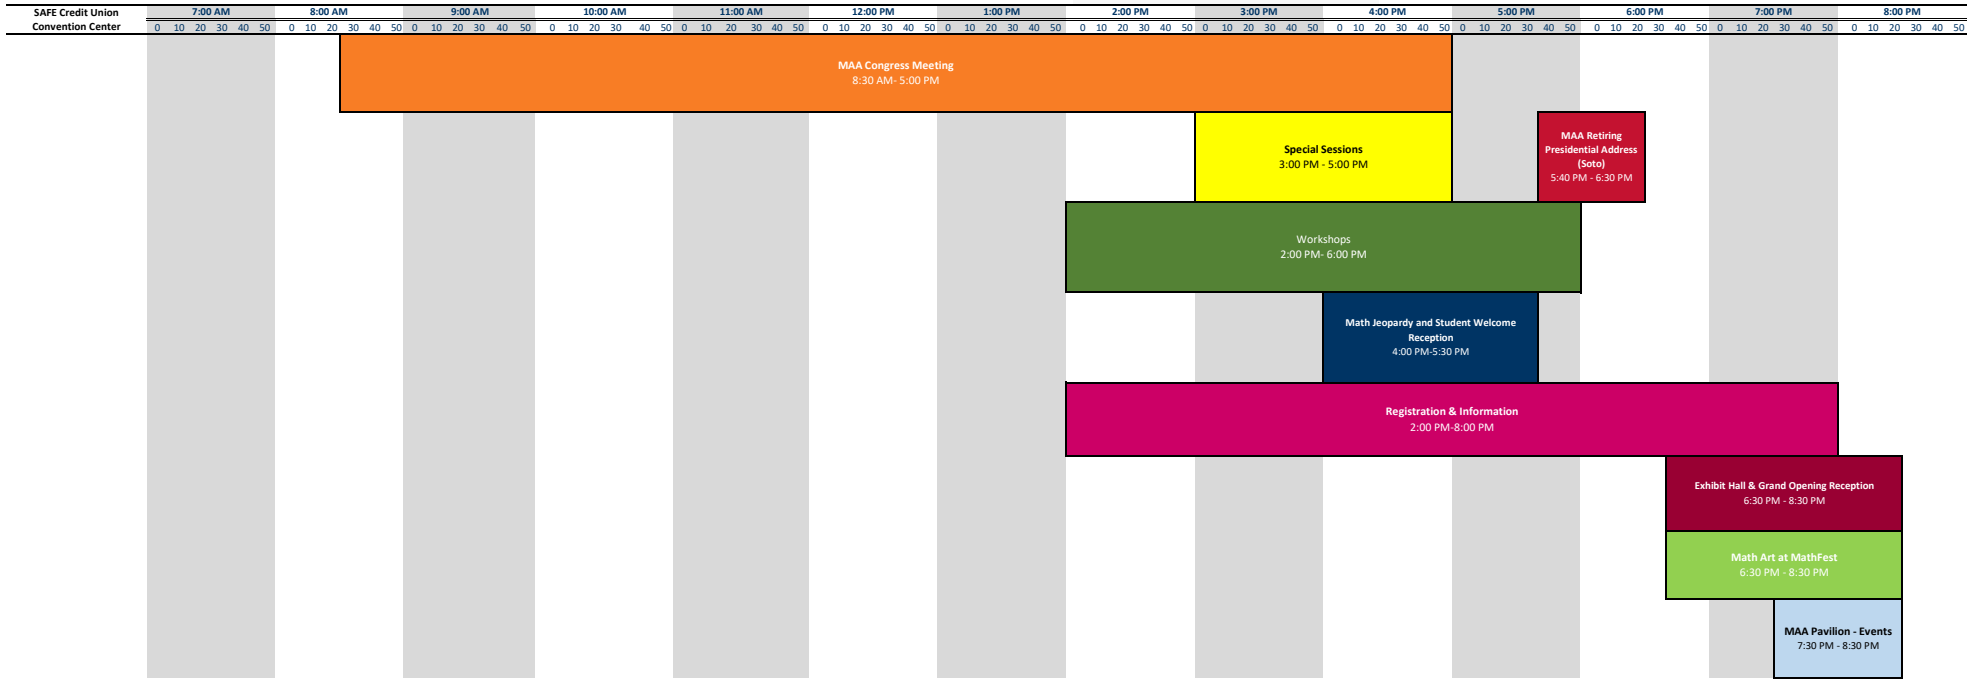 SAFE Credit Union 7:00 AM 8:00 AM 9:00 AM 10:00 AM 11:00 AM 12:00 PM 1:00 PM 2:00 PM 3:00 PM 4:00 PM 5:00 PM 6:00 PM 7:00 PM 8:00 PM
Convention Center 0 10 20 30 40 50 0 10 20 30 40 50 0 10 20 30 40 50 0 10 20 30 40 50 0 10 20 30 40 50 0 10 20 30 40 50 0 10 20 30 40 50 0 10 20 30 40 50 0 10 20 30 40 50 0 10 20 30 40 50 0 10 20 30 40 50 0 10 20 30 40 50 0 10 20 30 40 50 0 10 20 30 40 50
MAA Congress Meeting
8:30 AM- 5:00 PM
Special Sessions
3:00 PM - 5:00 PM
MAA Retiring
Presidential Address
(Soto)
5:40 PM - 6:30 PM
Workshops
2:00 PM- 6:00 PM
Math Jeopardy and Student Welcome
Reception
4:00 PM-5:30 PM
Registration & Information
2:00 PM-8:00 PM
Exhibit Hall & Grand Opening Reception
6:30 PM - 8:30 PM
Math Art at MathFest
6:30 PM - 8:30 PM
MAA Pavilion - Events
7:30 PM - 8:30 PM